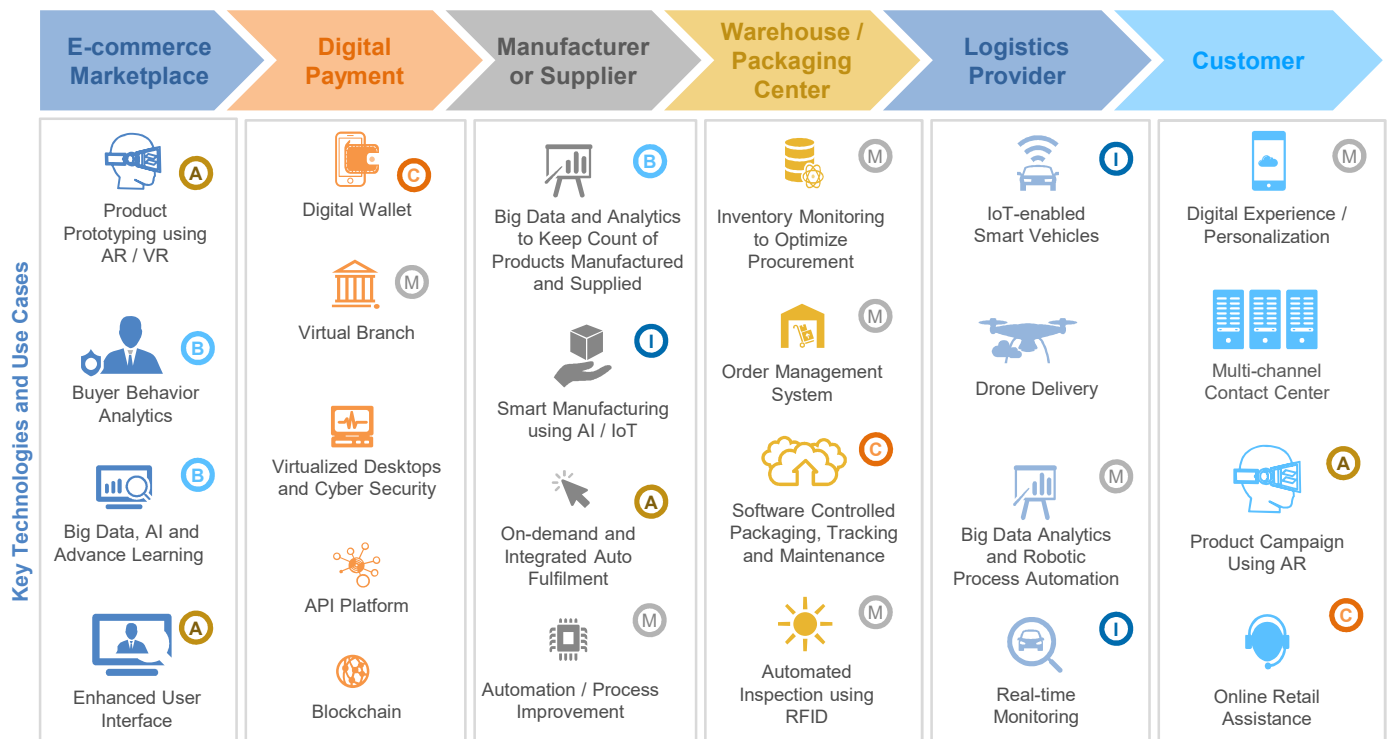 E-commerce
Marketplace
Digital
Payment
Manufacturer
or Supplier
Warehouse /
Packaging
Center
Logistics
Provider
Customer
Key Technologies and Use Cases
A
Product
Prototyping using
AR / VR
B
Buyer Behavior
Analytics
B
Big Data, AI and
Advance Learning
A
Enhanced User
Interface
C
Digital Wallet
M
Virtual Branch
Virtualized Desktops
and Cyber Security
API Platform
Blockchain
B
Big Data and Analytics
to Keep Count of
Products Manufactured
and Supplied
I
Smart Manufacturing
using AI / IoT
A
On-demand and
Integrated Auto
Fulfilment
M
Automation / Process
Improvement
M
Inventory Monitoring
to Optimize
Procurement
M
Order Management
System
C
Software Controlled
Packaging, Tracking
and Maintenance
M
Automated
Inspection using
RFID
I
IoT-enabled
Smart Vehicles
Drone Delivery
M
Big Data Analytics
and Robotic
Process Automation
I
Real-time
Monitoring
M
Digital Experience /
Personalization
Multi-channel
Contact Center
A
Product Campaign
Using AR
C
Online Retail
Assistance